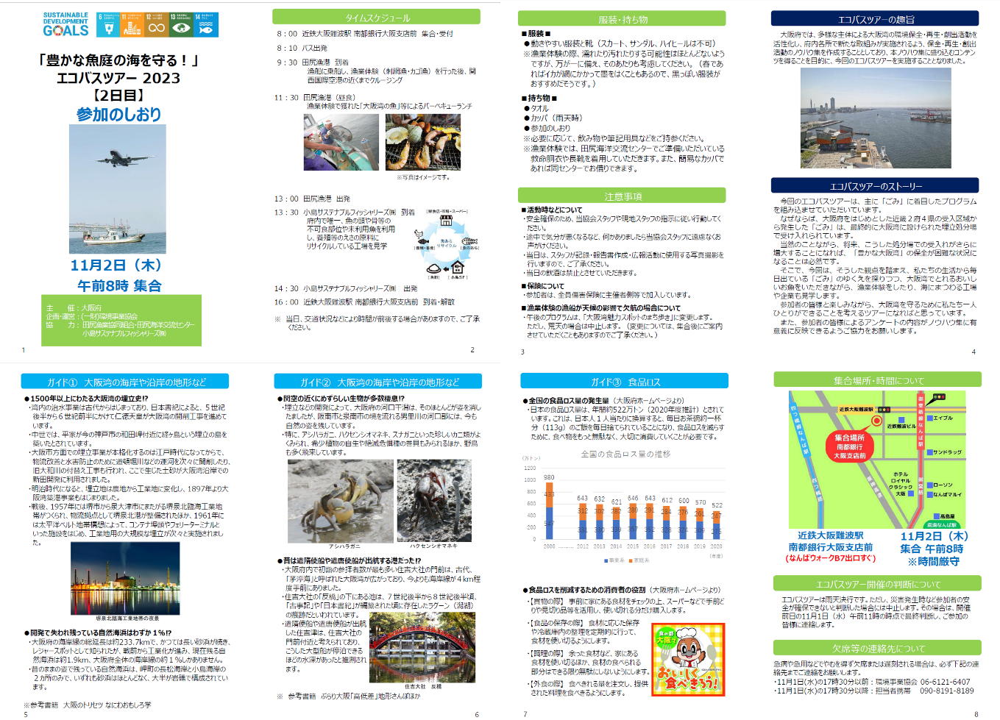 SUSTAINABLE
DEVELOPMENT
GOALS
「豊かな魚庭の海を守る！」
エコバスツアー 2023
【2日目】
参加のしおり
11月2日（木）
午前8時 集合
主　　催：大阪府
企画・運営：(一財)環境事業協会
協　　力：田尻漁業協同組合・田尻海洋交流センター
小島サステナブルフィッシャリーズ㈱
1
タイムスケジュール
8：00 近鉄大阪難波駅 南都銀行大阪支店前 集合・受付
8：10 バス出発
9：30 田尻漁港 到着
漁船に乗船し、漁業体験（刺網漁・カゴ漁）を行った後、関
西国際空港の近くまでクルージング
11：30 田尻漁港（昼食）
漁業体験で獲れた「大阪湾の魚」等によるバーベキューランチ
※写真はイメージです。
13：00 田尻漁港 出発
13：30 小島サステナブルフィッシャリーズ㈱ 到着
府内で唯一、魚の頭や骨等の
不可食部位や未利用魚を利用
し、養殖等のえさの原料に
リサイクルしている工場を見学
[鮮魚店・市場・スーパー]
魚あら
リサイクル
[魚のあら]
[小島SF]
[魚粉]
14：30 小島サステナブルフィッシャリーズ㈱ 出発
16：00 近鉄大阪難波駅 南都銀行大阪支店前 到着・解散
※ 当日、交通状況などにより時間が前後する場合がありますので、ご了承
ください。
2
服装・持ち物
■服装■
●動きやすい服装と靴（スカート、サンダル、ハイヒールは不可）
※漁業体験の際、濡れたり汚れたりする可能性はほとんどないよう
ですが、万が一に備え、そのあたりも考慮してください。（春であ
ればイカが網にかかって墨をはくこともあるので、黒っぽい服装が
おすすめだそうです。）
■持ち物■
●タオル
●カッパ（雨天時）
●参加のしおり
※必要に応じて、飲み物や筆記用具などをご持参ください。
※漁業体験では、田尻海洋交流センターでご準備いただいている
救命胴衣や長靴を着用していただきます。また、簡易なカッパで
あれば同センターでお借りできます。
注意事項
■活動時などについて
・安全確保のため、当協会スタッフや現地スタッフの指示に従い行動してく
ださい。
・途中で気分が悪くなるなど、何かありましたら当協会スタッフに遠慮なくお
声がけください。
・当日は、スタッフが記録・報告書作成・広報活動に使用する写真撮影を
行いますので、ご了承ください。
・当日の飲酒は禁止とさせていただきます。
■保険について
・参加者は、全員傷害保険に主催者側等で加入しています。
■漁業体験の漁船が天候の影響で欠航の場合について
・午後のプログラムは、「大阪湾魅力スポットのまち歩き」に変更します。
ただし、荒天の場合は中止します。（変更については、集合後にご案内
させていただくこともありますのでご了承ください。）
3
エコバスツアーの趣旨
大阪府では、多様な主体による大阪湾の環境保全・再生・創出活動を
活性化し、府内各所で新たな取組みが実施されるよう、保全・再生・創出
活動のノウハウ集を作成することとしており、本ノウハウ集に盛り込むコンテン
ツを得ることを目的に、今回のエコバスツアーを実施することとなりました。
エコバスツアーのストーリー
今回のエコバスツアーは、主に「ごみ」に着目したプログラム
を組み込ませていただいています。
なぜならば、大阪府をはじめとした近畿２府４県の受入区域か
ら発生した「ごみ」は、最終的に大阪湾に設けられた埋立処分場
で受け入れられています。
当然のことながら、将来、こうした処分場での受入れがさらに
増大することになれば、「豊かな大阪湾」の保全が困難な状況に
なることは必然です。
そこで、今回は、そうした観点を踏まえ、私たちの生活から毎
日出ている「ごみ」のゆくえを探りつつ、大阪湾でとれるおいし
いお魚をいただきながら、漁業体験をしたり、海にまつわる工場
や企業も見学します。
参加者の皆様と楽しみながら、大阪湾を守るために私たち一人
ひとりができることを考えるツアーになればと思っています。
また、参加者の皆様によるアンケートの内容がノウハウ集に有
意義に反映できるようご協力をお願いします。
4
ガイド① 大阪湾の海岸や沿岸の地形など
●1500年以上にわたる大阪湾の埋立史!?
・湾内の治水事業は古代からはじまっており、日本書紀によると、５世紀
後半から６世紀前半にかけて仁徳天皇が大阪湾の開削工事を進めて
います。
・中世では、平家が今の神戸市の和田岬付近に経ヶ島という埋立の島を
築いたとされています。
・大阪市方面での埋立事業が本格化するのは江戸時代になってからで、
物流改善と水害防止のために道頓堀川などの運河を次々に開削したり、
旧大和川の付替え工事も行われ、ここで生じた土砂が大阪湾沿岸での
新田開発に利用されました。
・明治時代になると、埋立地は農地から工業地に変化し、1897年より大
阪湾築港事業もはじまりました。
・戦後、1957年には堺市から泉大津市にまたがる堺泉北臨海工業地
帯がつくられ、物流拠点として堺泉北港が整備されたほか、1961年に
は太平洋ベルト地帯構想によって、コンテナ埠頭やフェリーターミナルと
いった施設をはじめ、工業地用の大規模な埋立が次々と実施されまし
た。
堺泉北臨海工業地帯の夜景
●開発で失われ残っている自然海浜はわずか１%!?
・大阪府の海岸線の総延長は約233.7kmで、かつては長い砂浜が続き、
レジャースポットとして知られたが、戦前から工業化が進み、現在残る自
然海浜は約1.9km、大阪府全体の海岸線の約１%しかありません。
・昔のままの姿で残っている自然海浜は、岬町の長松海岸と小島海岸の
２カ所のみで、いずれも砂浜はほとんどなく、大半が岩礁で構成されてい
ます。
※参考書籍 大阪のトリセツ なにわおもしろ学
5
ガイド② 大阪湾の海岸や沿岸の地形など
●関空の近くにめずらしい生物が多数棲息!?
・埋立などの開発によって、大阪府の河口干潟は、そのほとんどが姿を消し
たましたが、阪南市と泉南市の境を流れる男里川の河口部には、今も
自然の姿を残しています。
・特に、アシハラガニ、ハクセンシオマネキ、スナガニといった珍しいカニ類がよ
くみられ、希少植物の自生や絶滅危惧種の巻貝もみられるほか、野鳥
も多く飛来しています。
アシハラガニ
ハクセンシオマネキ
●昔は遣隋使船や遣唐使船が出航する港だった!?
・大阪府内で初詣の参拝者数が最も多い住吉大社の門前は、古代、
「茅渟海」と呼ばれた大阪湾が広がっており、今よりも海岸線が４km程
度手前にありました。
・住吉大社の「反橋」の下にある池は、７世紀後半から８世紀後半頃、
「古事記」や「日本書紀」が編纂された頃に存在したラグーン（潟湖）
の痕跡だといわれています。
・遣隋使船や遣唐使船が出航
した住吉津は、住吉大社の
門前付近と考えられており、
こうした大型船が停泊できる
ほどの水深があったと推測され
ます。
住吉大社 反橋
※ 参考書籍 ぶらり大阪「高低差」地形さんぽほか
6
ガイド③ 食品ロス
●全国の食品ロス量の発生量（大阪府ホームページより）
・日本の食品ロス量は、年間約522万トン（2020年度推計）とされて
います。これは、日本人１人当たりに換算すると、毎日お茶碗約一杯
分（113g）のご飯を毎日捨てられていることになり、食品ロスを減らす
ために、食べ物をもっと無駄なく、大切に消費していくことが必要です。
全国の食品ロス量の推移
(万トン)
1200
1000
800
600
400
200
0
980 643 632 621 646 643 612 600 570 522
433 312 302 282 289 291 284 276 261 247
547 331 330 339 357 352 328 324 309 275
2000 ……… 2012 2013 2014 2015 2016 2017 2018 2019 2020
(年度)
■事業系 ■家庭系
●食品ロスを削減するための消費者の役割（大阪府ホームページより）
・【買物の際】 事前に家にある食材をチェックの上、スーパーなどで手前ど
りや見切り品等を活用し、使い切れる分だけ購入します。
・【食品の保存の際】 食材に応じた保存
や冷蔵庫内の整理を定期的に行って、
食材を使い切るようにします。
・【調理の際】 余った食材など、家にある
食材を使い切るほか、食材の食べられる
部分はできる限り無駄にしないようにします。
・【外食の際】 食べきれる量を注文し、提供
された料理を食べきるようにします。
食の都
大阪で
おいしく
食べきろう!
7
集合場所・時間について
四つ橋線なんば駅
四つ橋筋
近鉄大阪難波駅
御堂筋線なんば駅
エイブル
近鉄難波ビル
集合場所
南都銀行
大阪支店前
サンドラッグ
ホテル
ロイヤル
クラシック
大阪
御堂筋
ローソン
なんばマルイ
高島屋
南海なんば駅
近鉄大阪難波駅
南都銀行大阪支店前
(なんばウォークB7出口すぐ)
11月2日（木）
集合 午前8時
※時間厳守
エコバスツアー開催の判断について
エコバスツアーは雨天決行です。ただし、災害発生時など参加者の安
全が確保できないと判断した場合には中止します。その場合は、開催
前日の11月1日（水）午前11時の時点で最終判断し、ご参加の
皆様に連絡します。
欠席等の連絡先について
急病や急用などでやむを得ず欠席または遅刻される場合は、必ず下記の連
絡先までご連絡をお願いします。
・11月1日(水)の17時30分以前：環境事業協会 06-6121-6407
・11月1日(水)の17時30分以降：担当者携帯 090-8191-8189
8